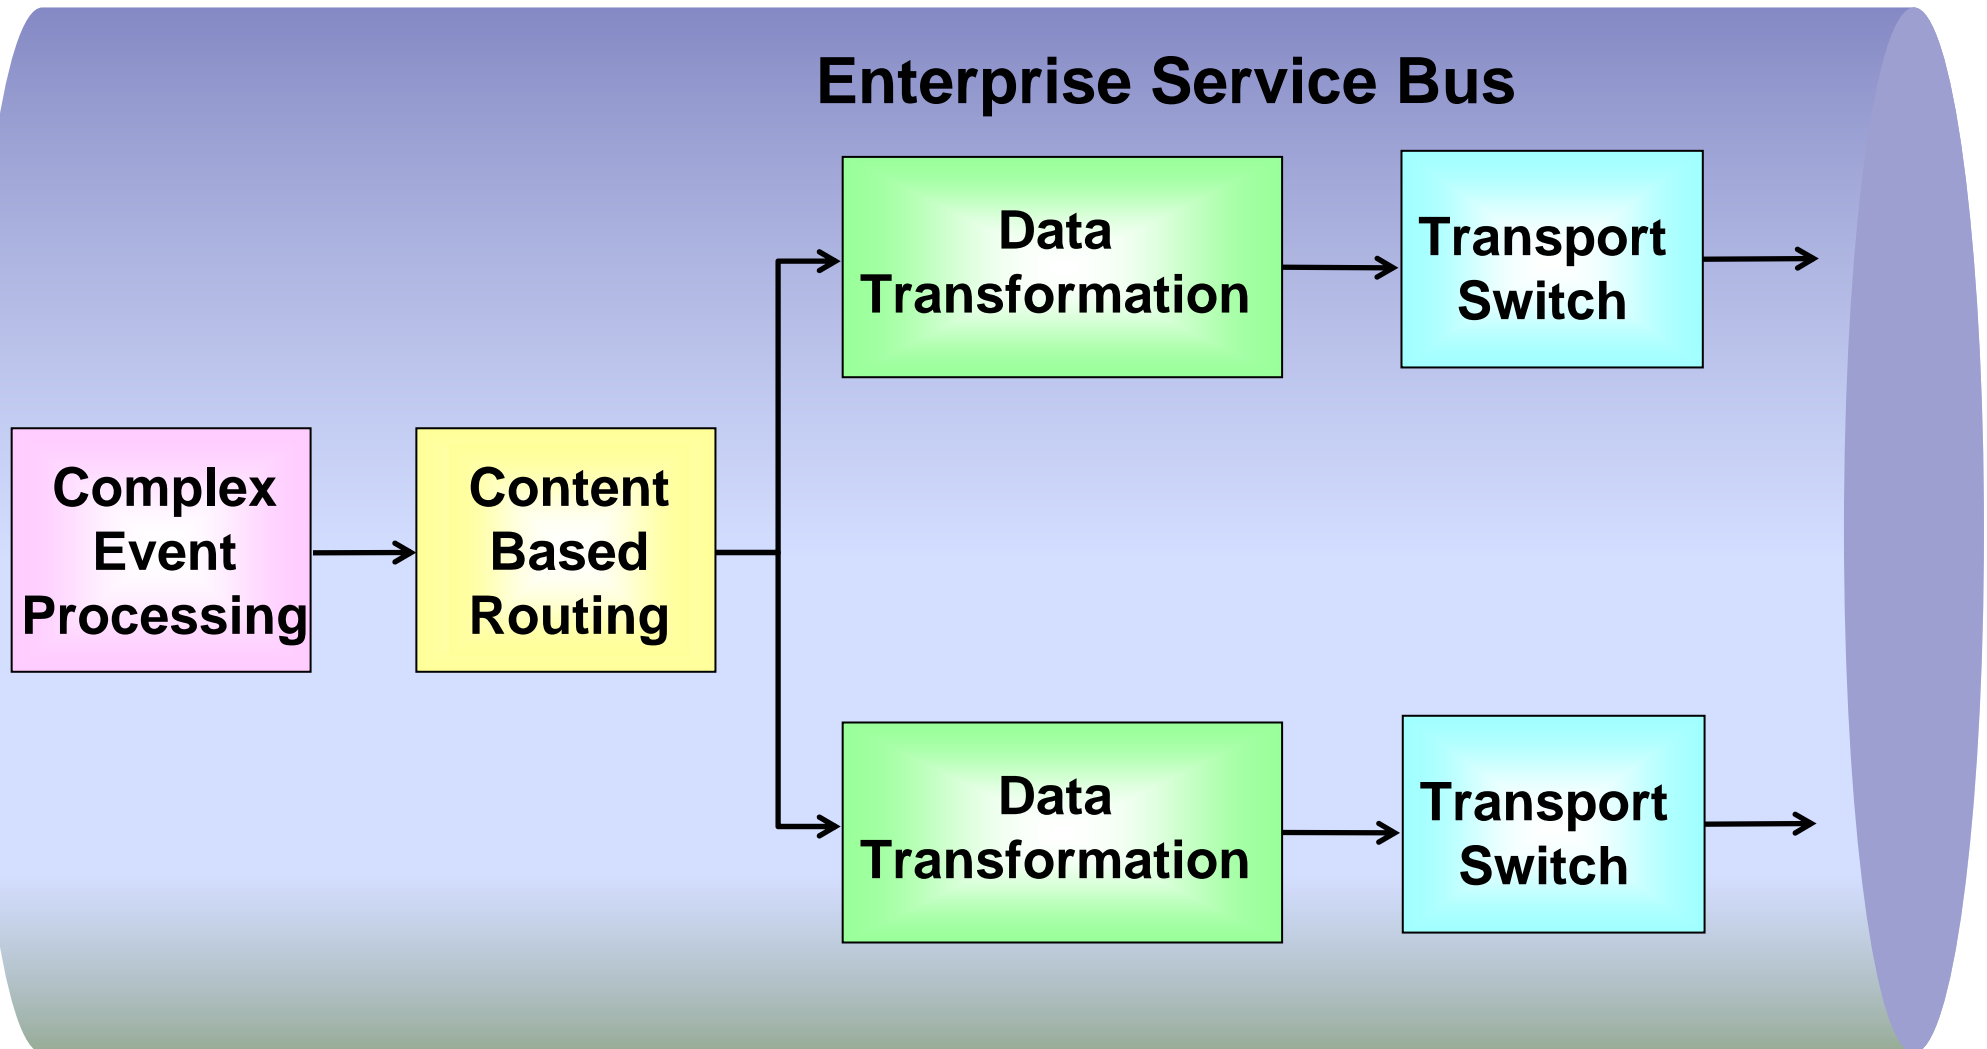 Enterprise Service Bus
Data
Transformation
Transport
Switch
Complex
Event
Processing
Content
Based
Routing
Data
Transformation
Transport
Switch